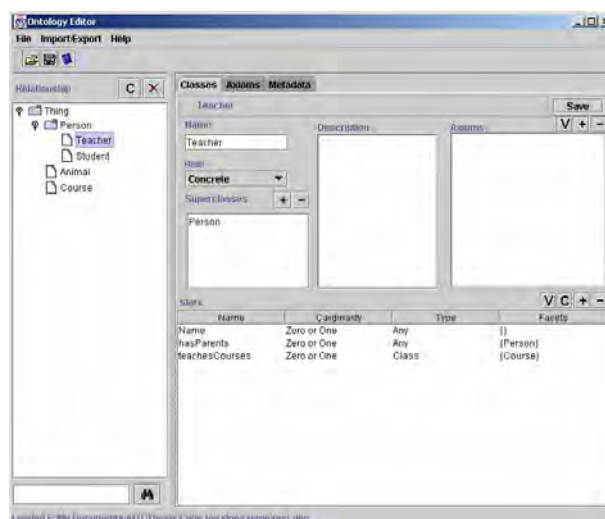 Ontology Editor
File Import/Export Help
Relationship C
Classes Axioms Metadata
Thing
Person
Teacher
Student
Animal
Course
Teacher Save
Name Description Axioms V + −
Teacher
Role
Concrete
Superclasses + −
Person
Slots V C + −
Name Cardinality Type Facets
Name Zero or One Any {}
hasParents Zero or One Any {Person}
teachesCourses Zero or One Class {Course}